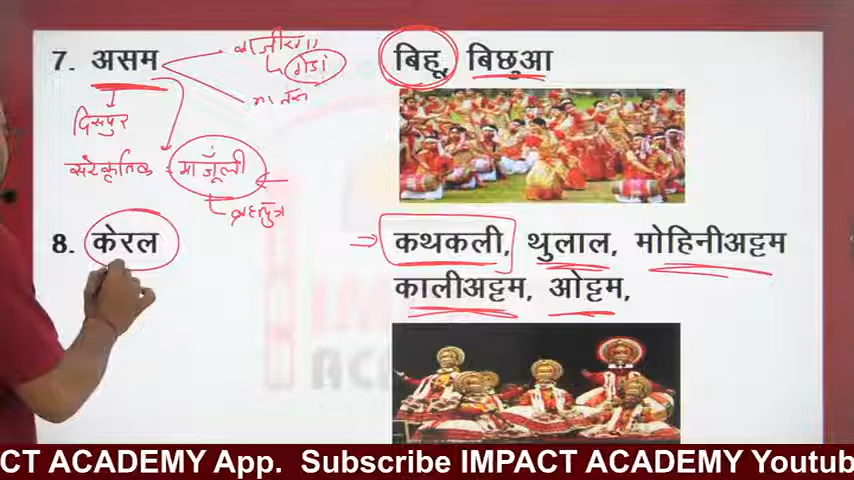 7. असम
बिहू, बिछुआ
गेंडा
मानस
दिसपुर
माजूली
ब्रह्मपुत्र
8. केरल
कथकली, थुलाल, मोहिनीअट्टम
कालीअट्टम, ओट्टम,
CT ACADEMY App. Subscribe IMPACT ACADEMY Youtub